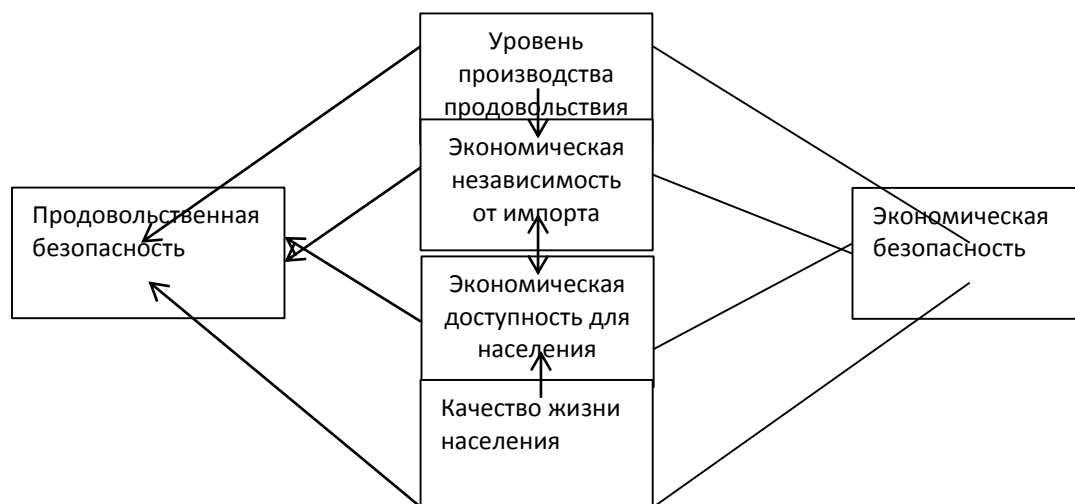 Уровень
производства
продовольствия
Экономическая
независимость
от импорта
Продовольственная
безопасность
Экономическая
безопасность
Экономическая
доступность для
населения
Качество жизни
населения